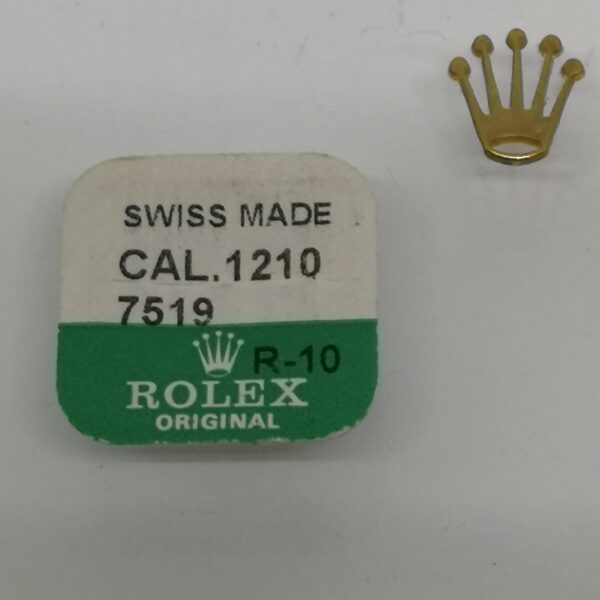 SWISS MADE
CAL.1210
7519
R-10
ROLEX
ORIGINAL